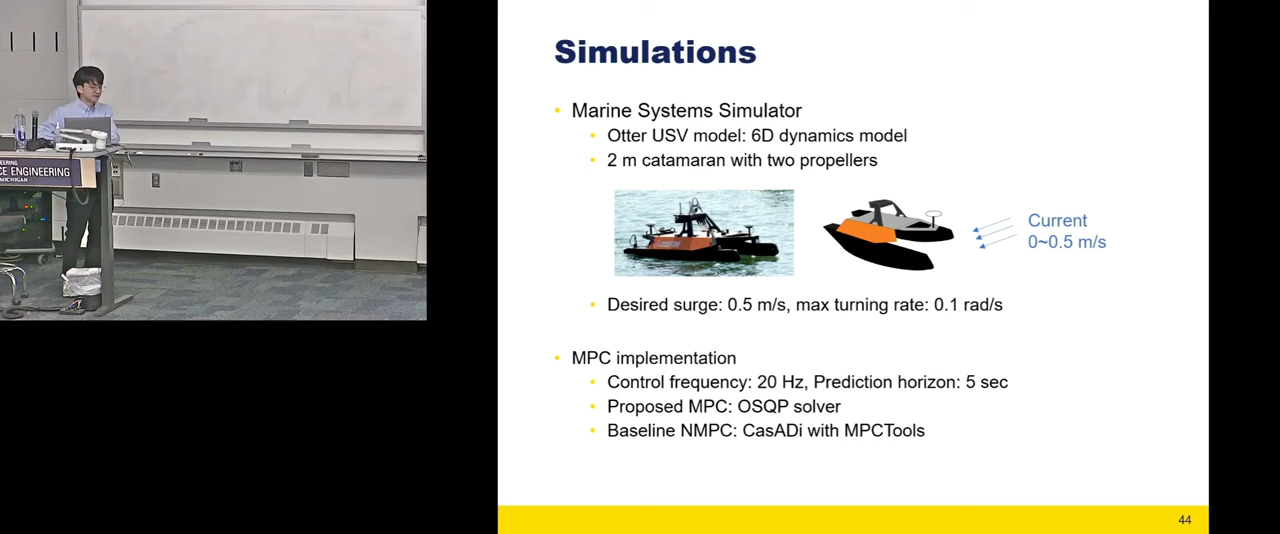 Simulations
• Marine Systems Simulator
• Otter USV model: 6D dynamics model
• 2 m catamaran with two propellers
Current
0~0.5 m/s
• Desired surge: 0.5 m/s, max turning rate: 0.1 rad/s
• MPC implementation
• Control frequency: 20 Hz, Prediction horizon: 5 sec
• Proposed MPC: OSQP solver
• Baseline NMPC: CasADi with MPCTools
44
CE ENGINEERING
MICHIGAN